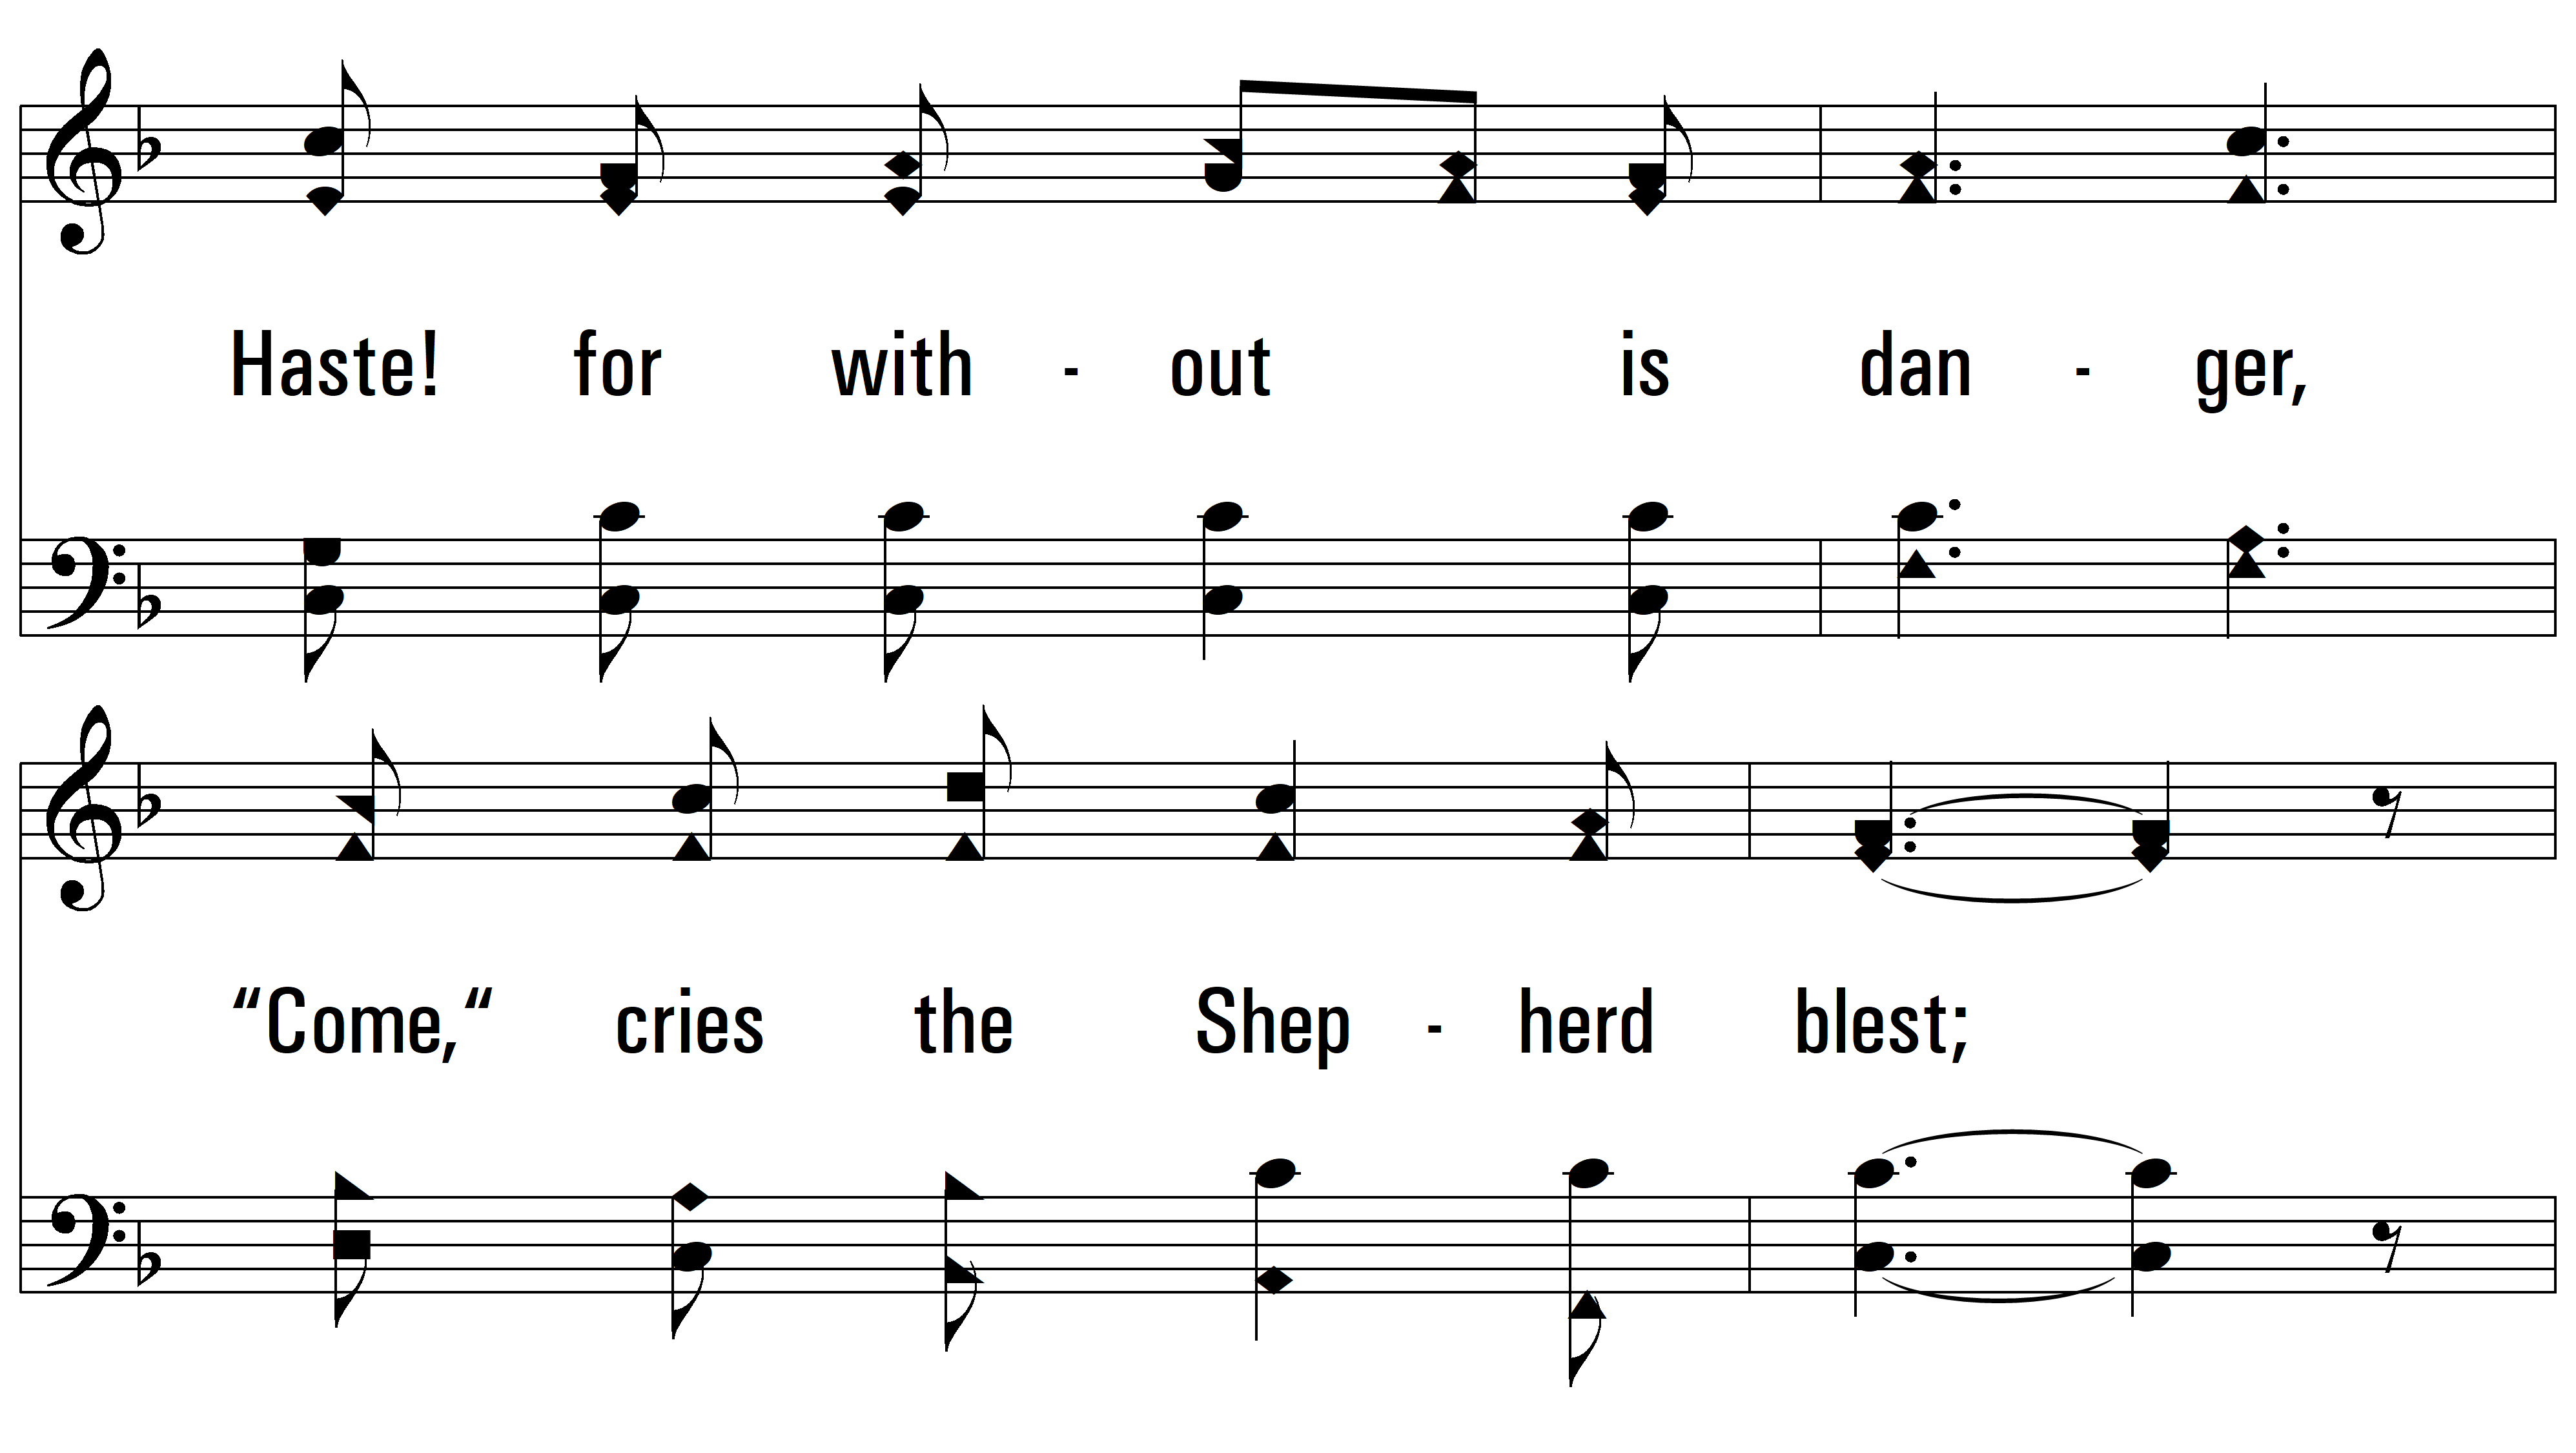 Haste! for with - out is dan - ger,
“Come,“ cries the Shep - herd blest;